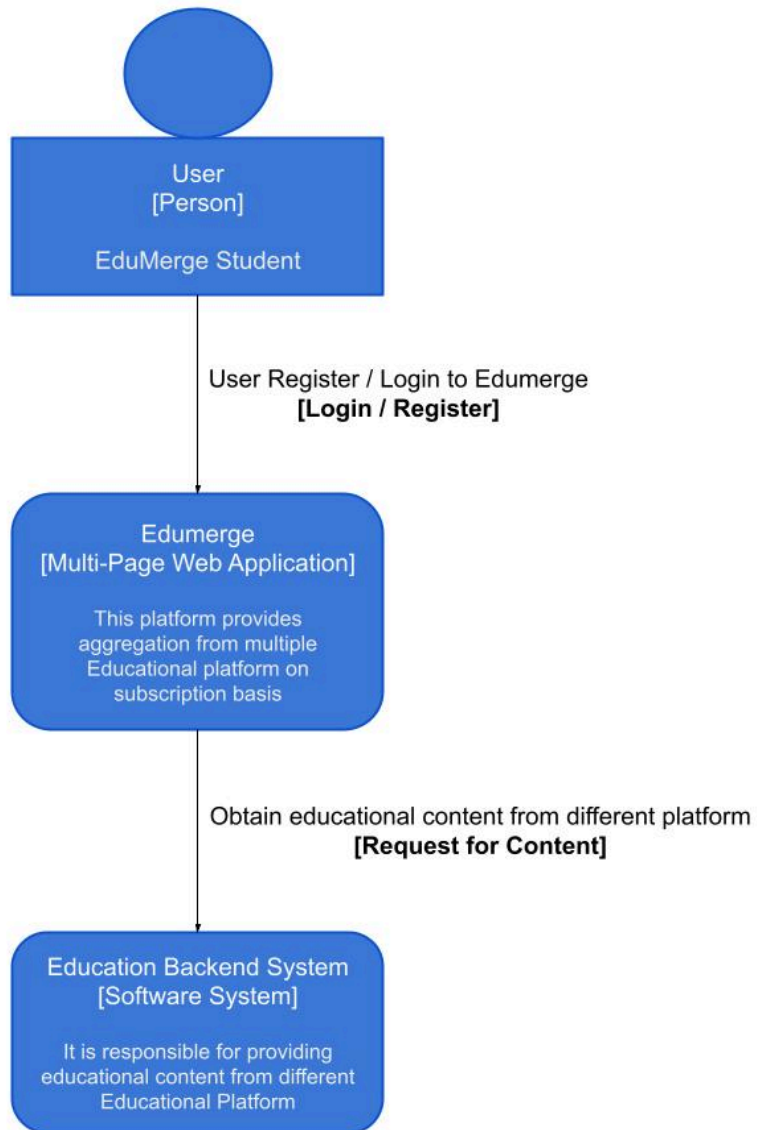 User
[Person]
EduMerge Student
User Register / Login to Edumerge
[Login / Register]
Edumerge
[Multi-Page Web Application]
This platform provides
aggregation from multiple
Educational platform on
subscription basis
Obtain educational content from different platform
[Request for Content]
Education Backend System
[Software System]
It is responsible for providing
educational content from different
Educational Platform